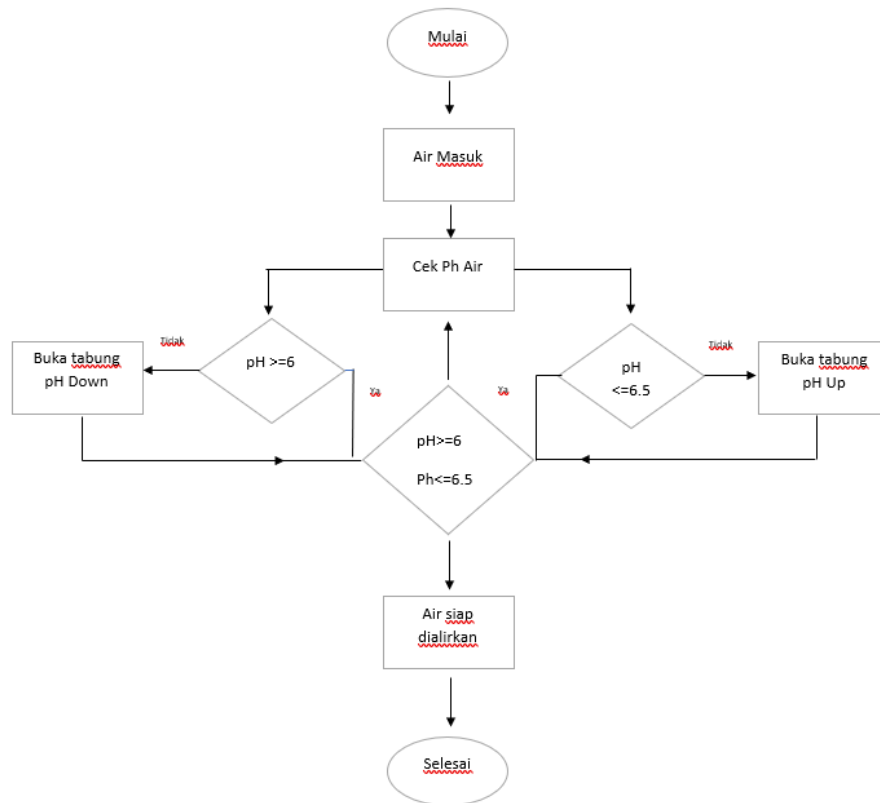 Mulai
Air Masuk
Cek Ph Air
Tidak
pH >=6
Ya
Buka tabung
pH Down
pH
<=6.5
Tidak
Ya
Buka tabung
pH Up
pH>=6
Ph<=6.5
Air siap
dialirkan
Selesai